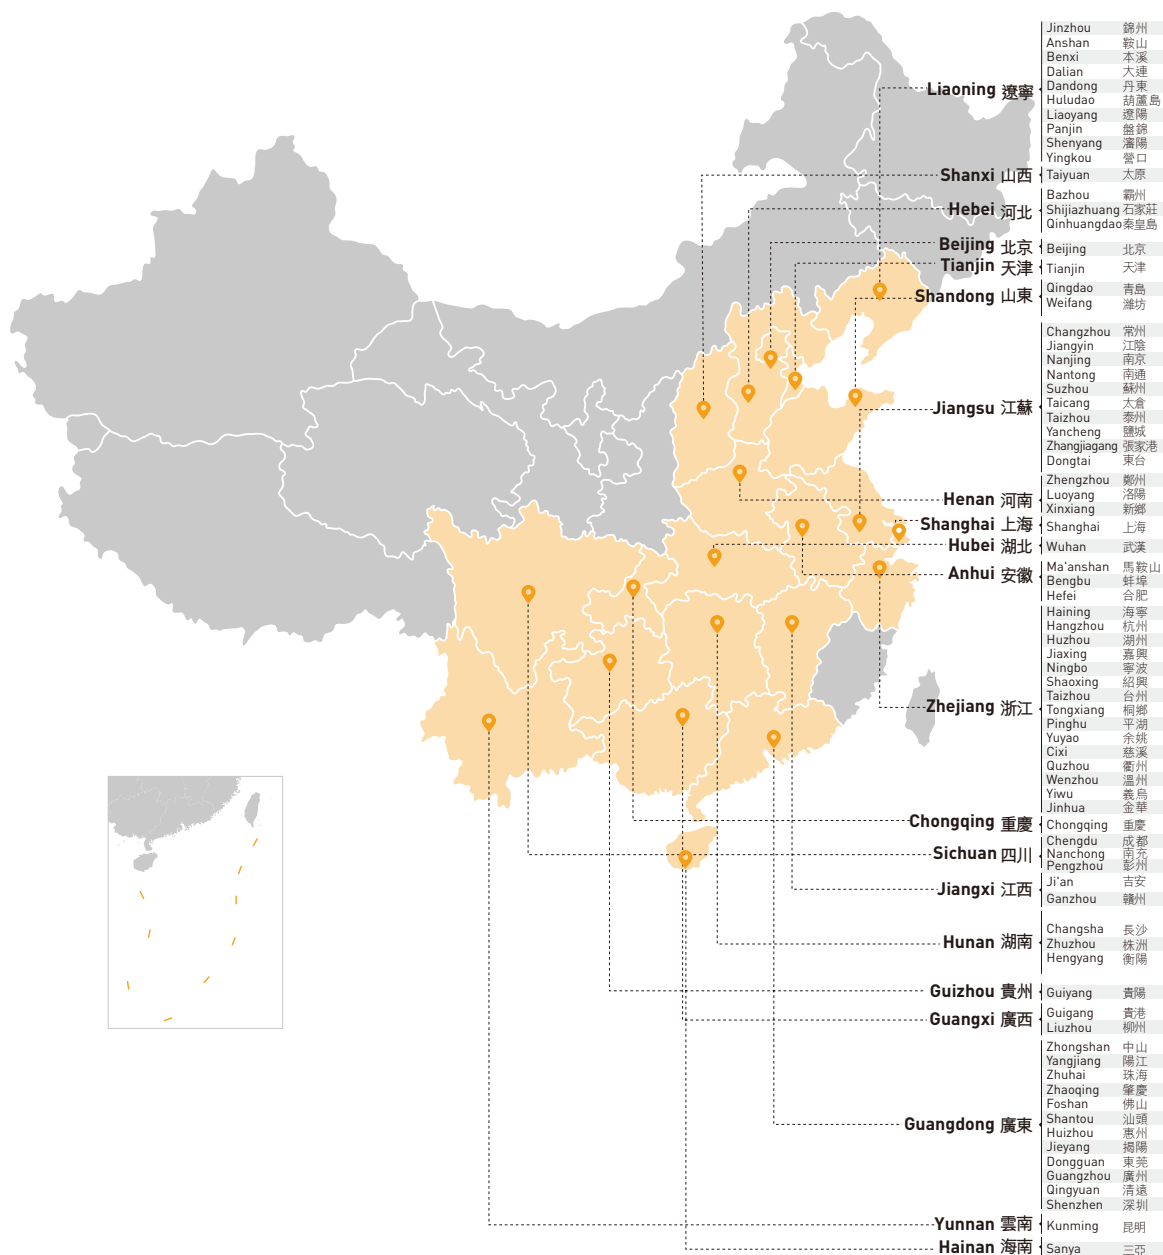 Liaoning 遼寧
Jinzhou 錦州
Anshan 鞍山
Benxi 本溪
Dalian 大連
Dandong 丹東
Huludao 葫蘆島
Liaoyang 遼陽
Panjin 盤錦
Shenyang 瀋陽
Yingkou 營口
Shanxi 山西
Taiyuan 太原
Hebei 河北
Bazhou 霸州
Shijiazhuang 石家莊
Qinhuangdao 秦皇島
Beijing 北京
Beijing 北京
Tianjin 天津
Tianjin 天津
Shandong 山東
Qingdao 青島
Weifang 濰坊
Jiangsu 江蘇
Changzhou 常州
Jiangyin 江陰
Nanjing 南京
Nantong 南通
Suzhou 蘇州
Taicang 太倉
Taizhou 泰州
Yancheng 鹽城
Zhangjiagang 張家港
Dongtai 東台
Henan 河南
Zhengzhou 鄭州
Luoyang 洛陽
Xinxiang 新鄉
Shanghai 上海
Shanghai 上海
Hubei 湖北
Wuhan 武漢
Anhui 安徽
Ma'anshan 馬鞍山
Bengbu 蚌埠
Hefei 合肥
Zhejiang 浙江
Haining 海寧
Hangzhou 杭州
Huzhou 湖州
Jiaxing 嘉興
Ningbo 寧波
Shaoxing 紹興
Taizhou 台州
Tongxiang 桐鄉
Pinghu 平湖
Yuyao 余姚
Cixi 慈溪
Quzhou 衢州
Wenzhou 溫州
Yiwu 義烏
Jinhua 金華
Chongqing 重慶
Chongqing 重慶
Sichuan 四川
Chengdu 成都
Nanchong 南充
Pengzhou 彭州
Jiangxi 江西
Ji'an 吉安
Ganzhou 贛州
Hunan 湖南
Changsha 長沙
Zhuzhou 株洲
Hengyang 衡陽
Guizhou 貴州
Guiyang 貴陽
Guangxi 廣西
Guigang 貴港
Liuzhou 柳州
Guangdong 廣東
Zhongshan 中山
Yangjiang 陽江
Zhuhai 珠海
Zhaoqing 肇慶
Foshan 佛山
Shantou 汕頭
Huizhou 惠州
Jieyang 揭陽
Dongguan 東莞
Guangzhou 廣州
Qingyuan 清遠
Shenzhen 深圳
Yunnan 雲南
Kunming 昆明
Hainan 海南
Sanya 三亞